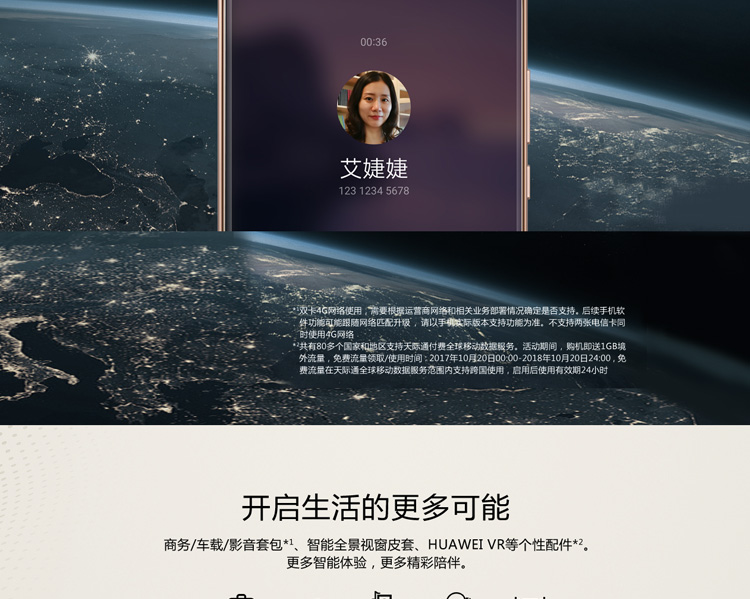 00:36
艾婕婕
123 1234 5678
*¹双卡4G网络使用，需要根据运营商网络和相关业务部署情况确定是否支持。后续手机软
件功能可能跟随网络匹配升级，请以手机实际版本支持功能为准。不支持两张电信卡同
时使用4G网络
*²共有80多个国家和地区支持天际通付费全球移动数据服务。活动期间，购机即送1GB境
外流量，免费流量领取/使用时间：2017年10月20日00:00-2018年10月20日24:00，免
费流量在天际通全球移动数据服务范围内支持跨国使用，启用后使用有效期24小时
开启生活的更多可能
商务/车载/影音套包*¹、智能全景视窗皮套、HUAWEI VR等个性配件*²。
更多智能体验，更多精彩陪伴。